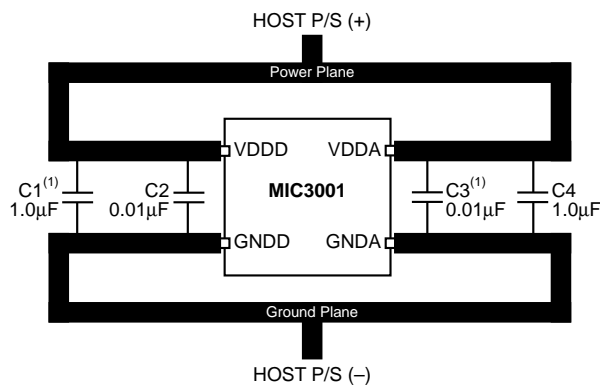 HOST P/S (+)
Power Plane
VDDD VDDA
C1(1) C2 MIC3001 C3(1) C4
1.0µF 0.01µF 0.01µF 1.0µF
GNDD GNDA
Ground Plane
HOST P/S (–)